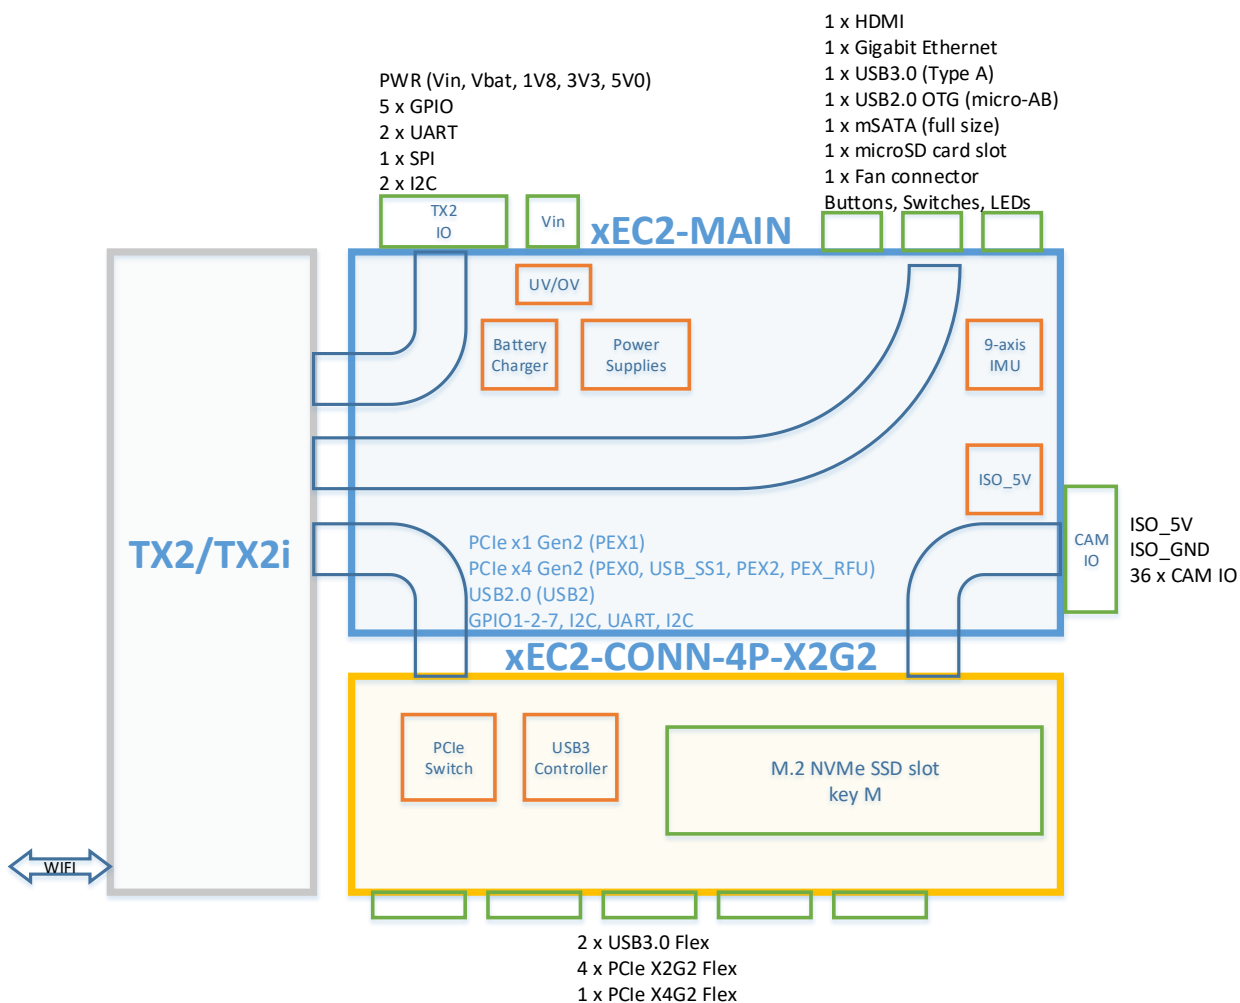 1 x HDMI
1 x Gigabit Ethernet
1 x USB3.0 (Type A)
1 x USB2.0 OTG (micro-AB)
1 x mSATA (full size)
1 x microSD card slot
1 x Fan connector
Buttons, Switches, LEDs
PWR (Vin, Vbat, 1V8, 3V3, 5V0)
5 x GPIO
2 x UART
1 x SPI
2 x I2C
TX2
IO
Vin
xEC2-MAIN
UV/OV
Battery
Charger
Power
Supplies
9-axis
IMU
ISO_5V
TX2/TX2i
PCIe x1 Gen2 (PEX1)
PCIe x4 Gen2 (PEX0, USB_SS1, PEX2, PEX_RFU)
USB2.0 (USB2)
GPIO1-2-7, I2C, UART, I2C
CAM
IO
ISO_5V
ISO_GND
36 x CAM IO
xEC2-CONN-4P-X2G2
PCIe
Switch
USB3
Controller
M.2 NVMe SSD slot
key M
WIFI
2 x USB3.0 Flex
4 x PCIe X2G2 Flex
1 x PCIe X4G2 Flex